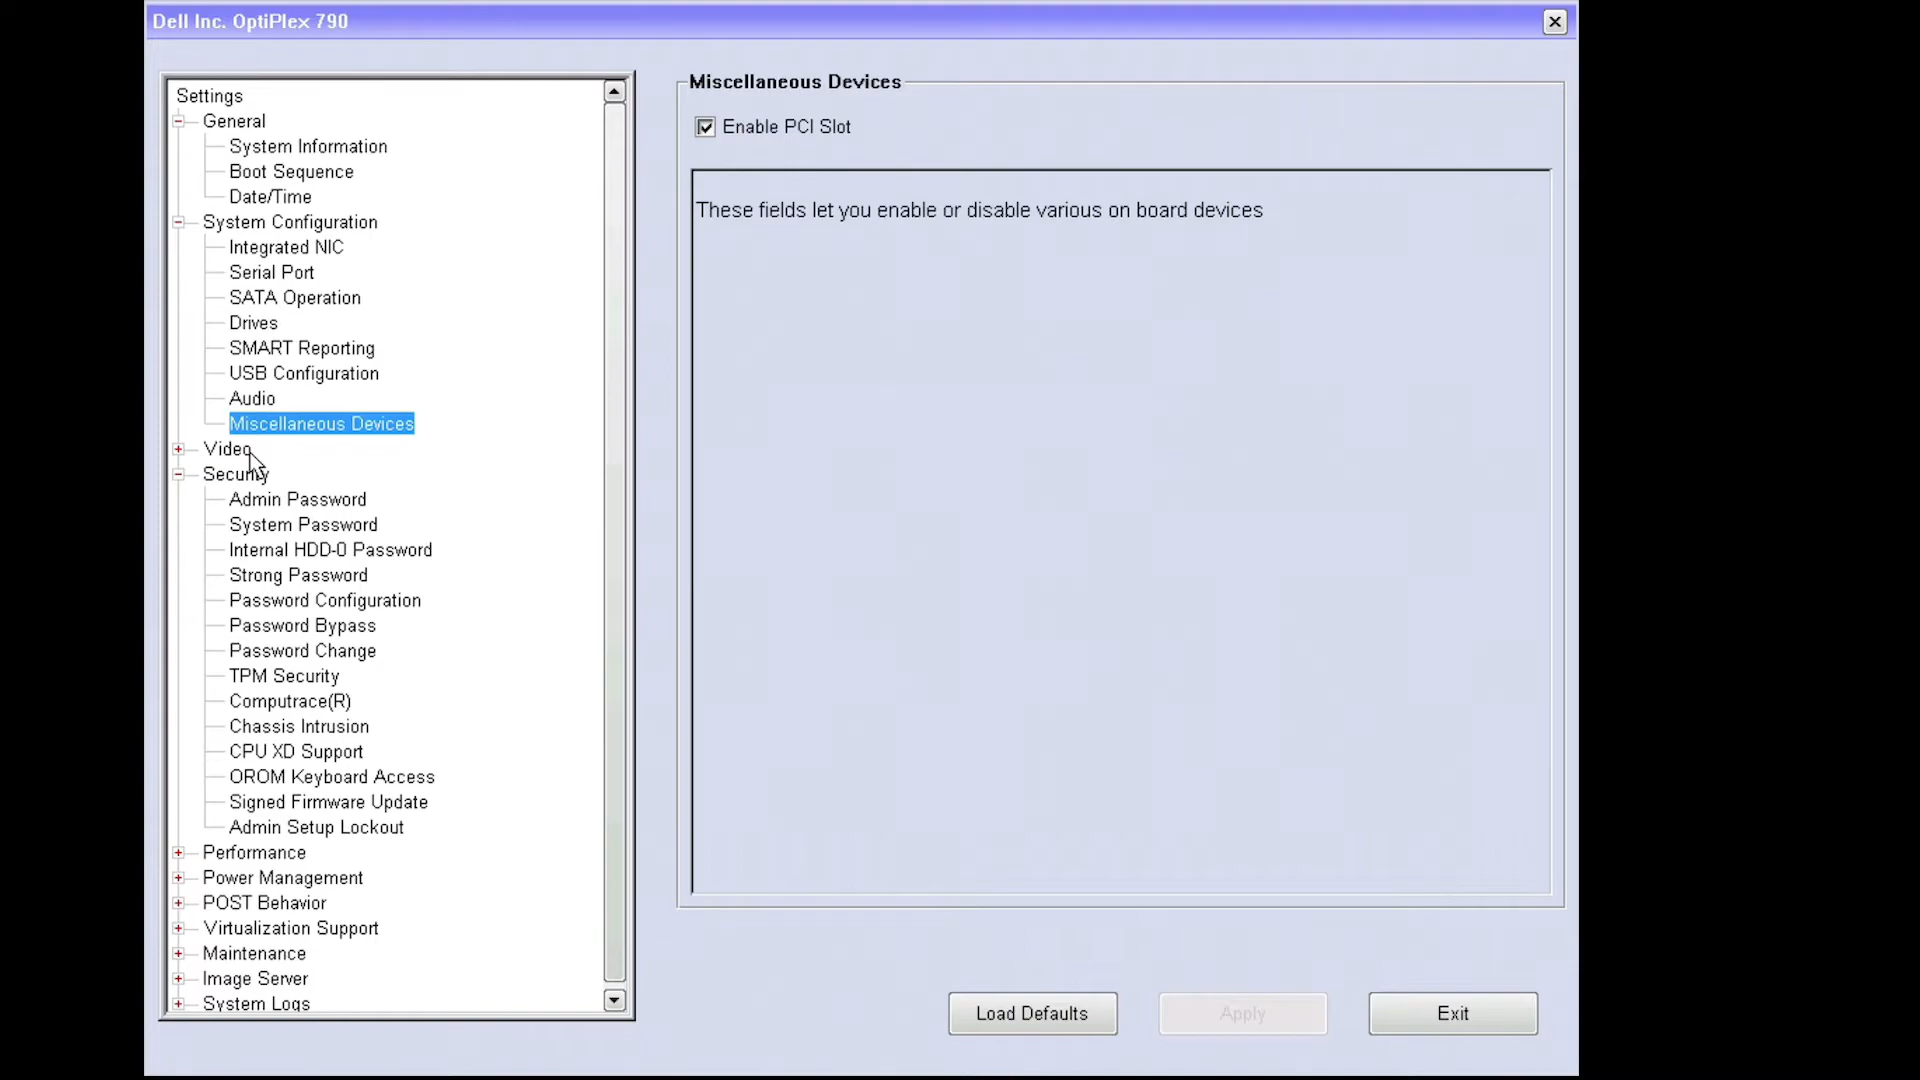 Dell Inc. OptiPlex 790
Settings
General
System Information
Boot Sequence
Date/Time
System Configuration
Integrated NIC
Serial Port
SATA Operation
Drives
SMART Reporting
USB Configuration
Audio
Miscellaneous Devices
Video
Security
Admin Password
System Password
Internal HDD-0 Password
Strong Password
Password Configuration
Password Bypass
Password Change
TPM Security
Computrace(R)
Chassis Intrusion
CPU XD Support
OROM Keyboard Access
Signed Firmware Update
Admin Setup Lockout
Performance
Power Management
POST Behavior
Virtualization Support
Maintenance
Image Server
System Logs
Miscellaneous Devices
Enable PCI Slot
These fields let you enable or disable various on board devices
Load Defaults
Apply
Exit